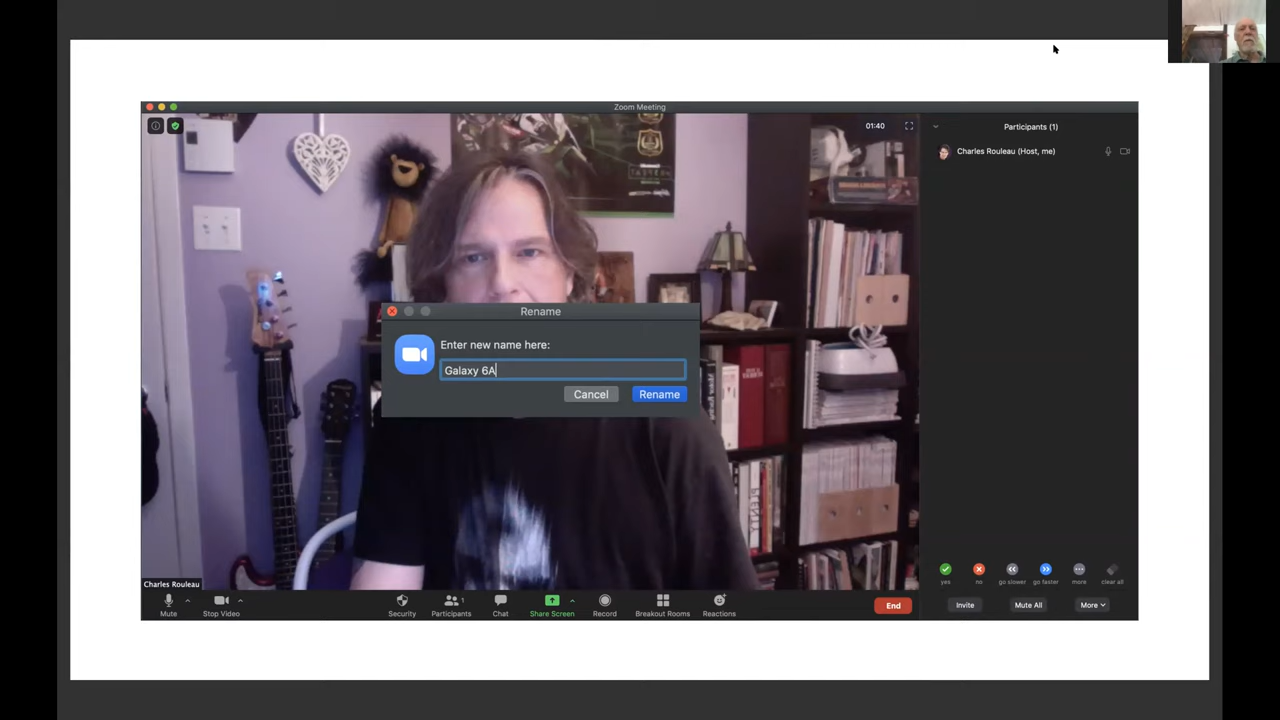 Zoom Meeting
01:40
Participants (1)
Charles Rouleau (Host, me)
Rename
Enter new name here:
Galaxy 6A
Cancel
Rename
Charles Rouleau
yes
no
go slower
go faster
more
clear all
Mute
Stop Video
Security
Participants
1
Chat
Share Screen
Record
Breakout Rooms
Reactions
End
Invite
Mute All
More